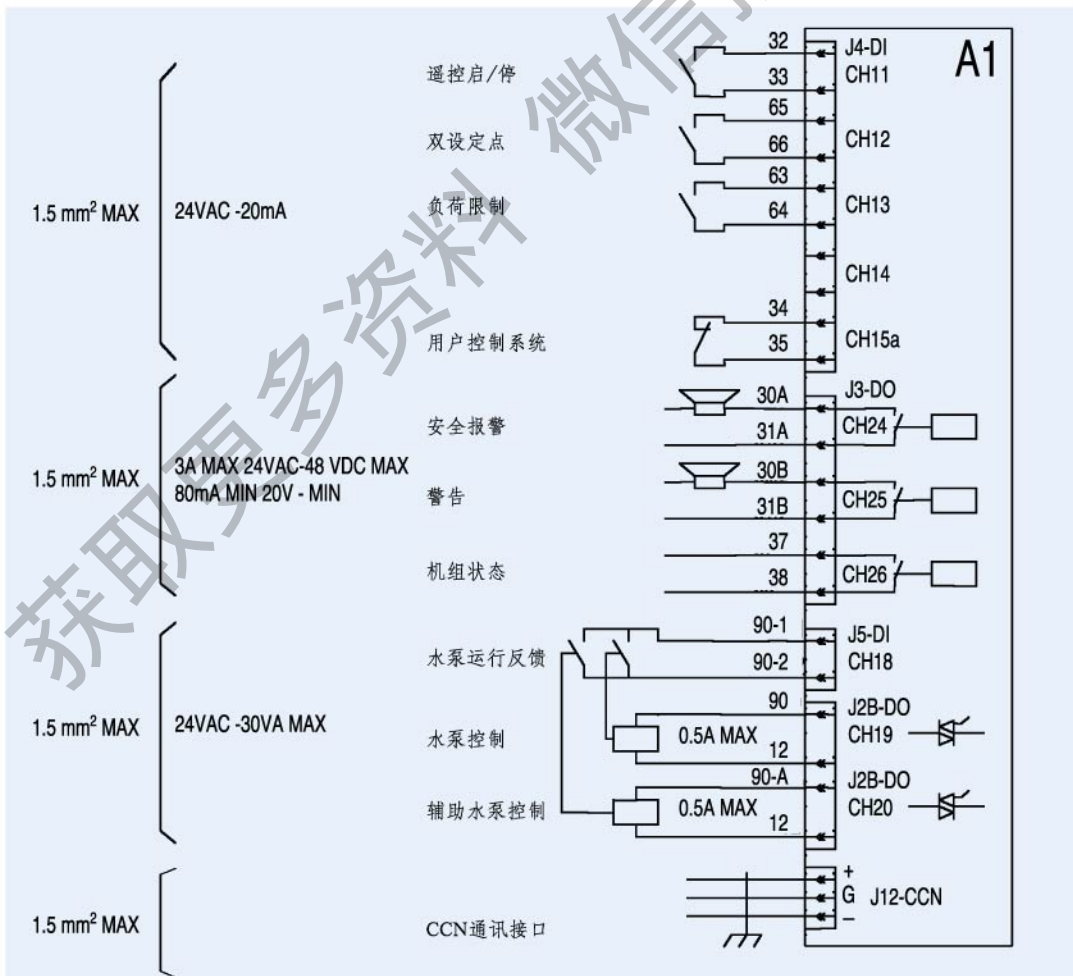 获取更多资料 微信
A1
32 J4-DI
遥控启/停 33 CH11
65
双设定点 66 CH12
63
1.5 mm² MAX 24VAC -20mA 负荷限制 64 CH13
CH14
34
用户控制系统 35 CH15a
30A J3-DO
安全报警 31A CH24
1.5 mm² MAX 3A MAX 24VAC-48 VDC MAX
80mA MIN 20V - MIN
30B
警告 31B CH25
37
机组状态 38 CH26
90-1 J5-DI
水泵运行反馈 90-2 CH18
90 J2B-DO
1.5 mm² MAX 24VAC -30VA MAX 水泵控制 0.5A MAX CH19
12
90-A J2B-DO
辅助水泵控制 0.5A MAX CH20
12
+
G J12-CCN
−
1.5 mm² MAX CCN通讯接口